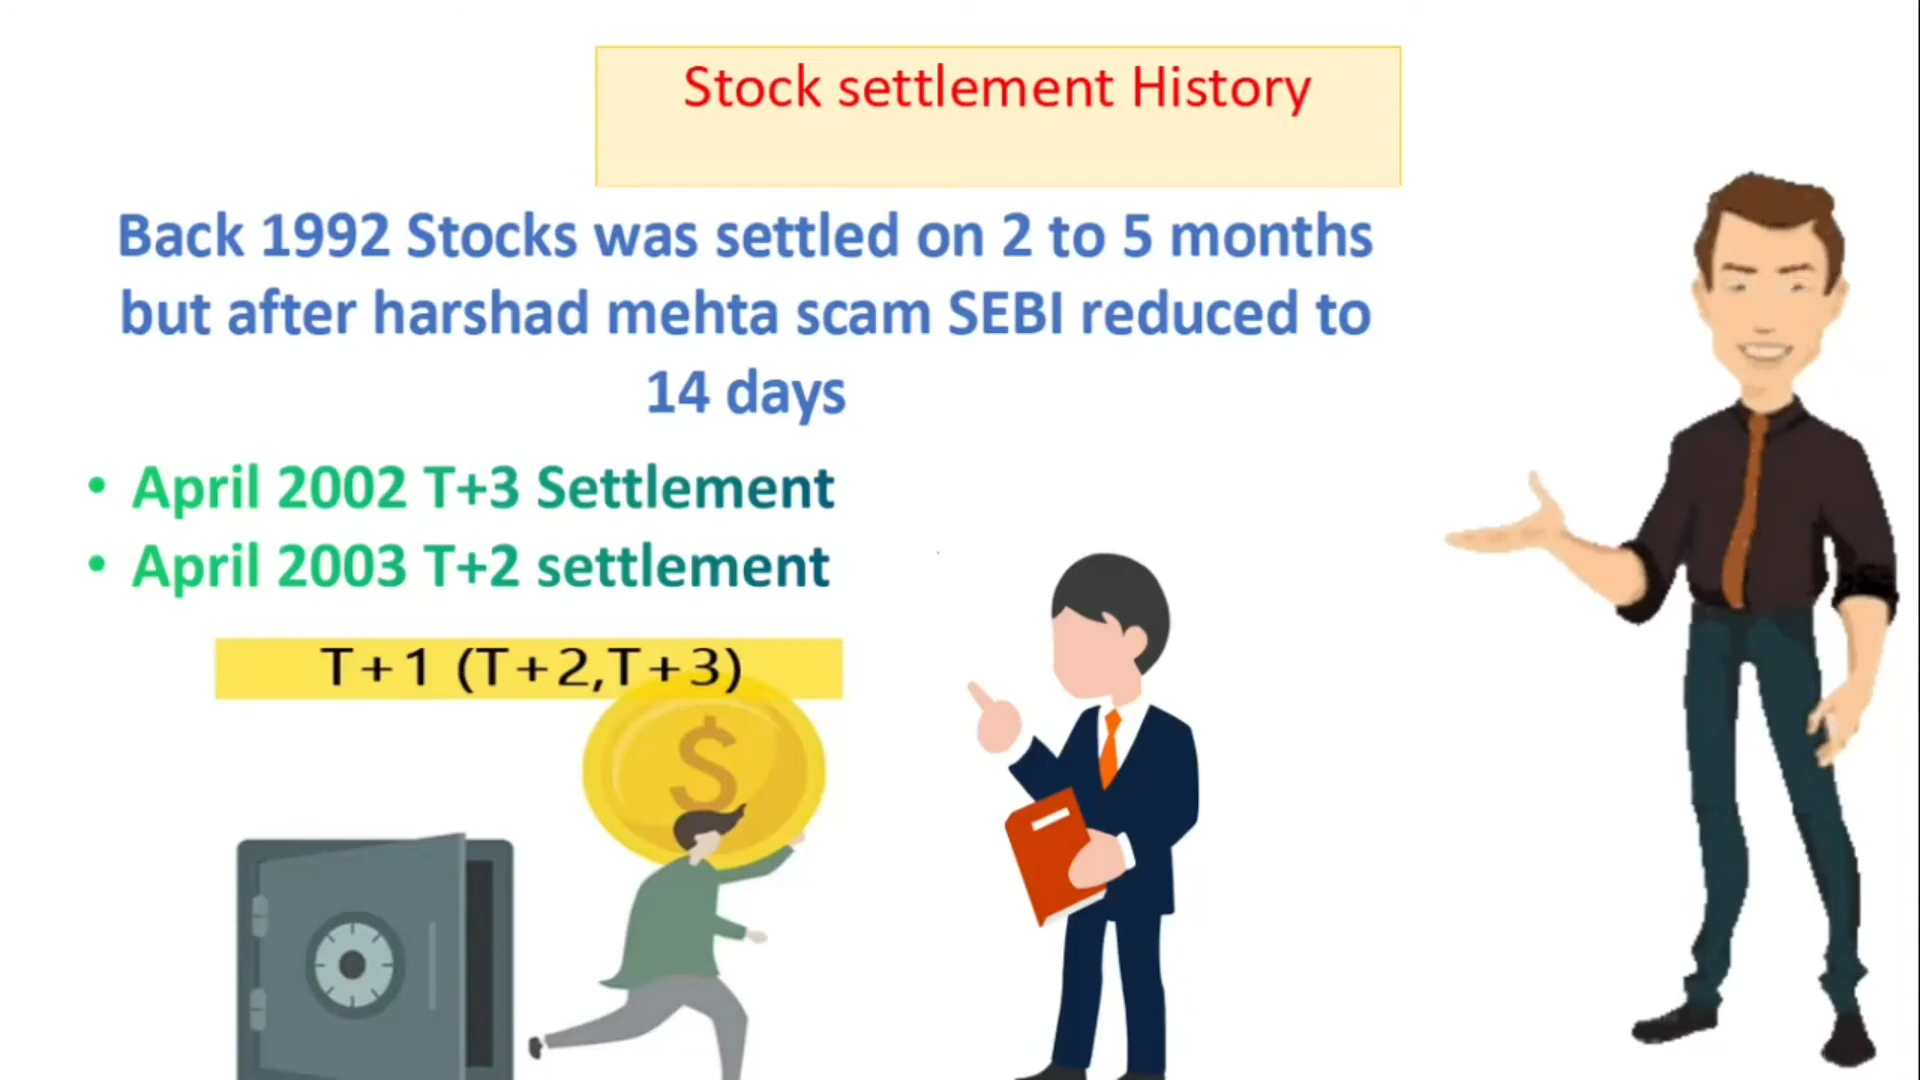 Stock settlement History
Back 1992 Stocks was settled on 2 to 5 months
but after harshad mehta scam SEBI reduced to
14 days
• April 2002 T+3 Settlement
• April 2003 T+2 settlement
T+1 (T+2,T+3)
$